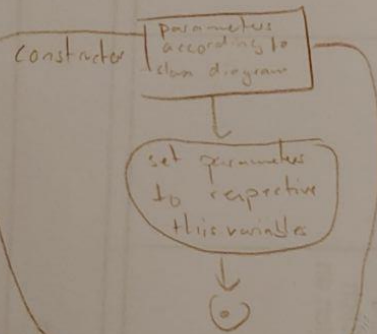 constructor
parameters
according to
class diagram
set parameters
to respective
this variables